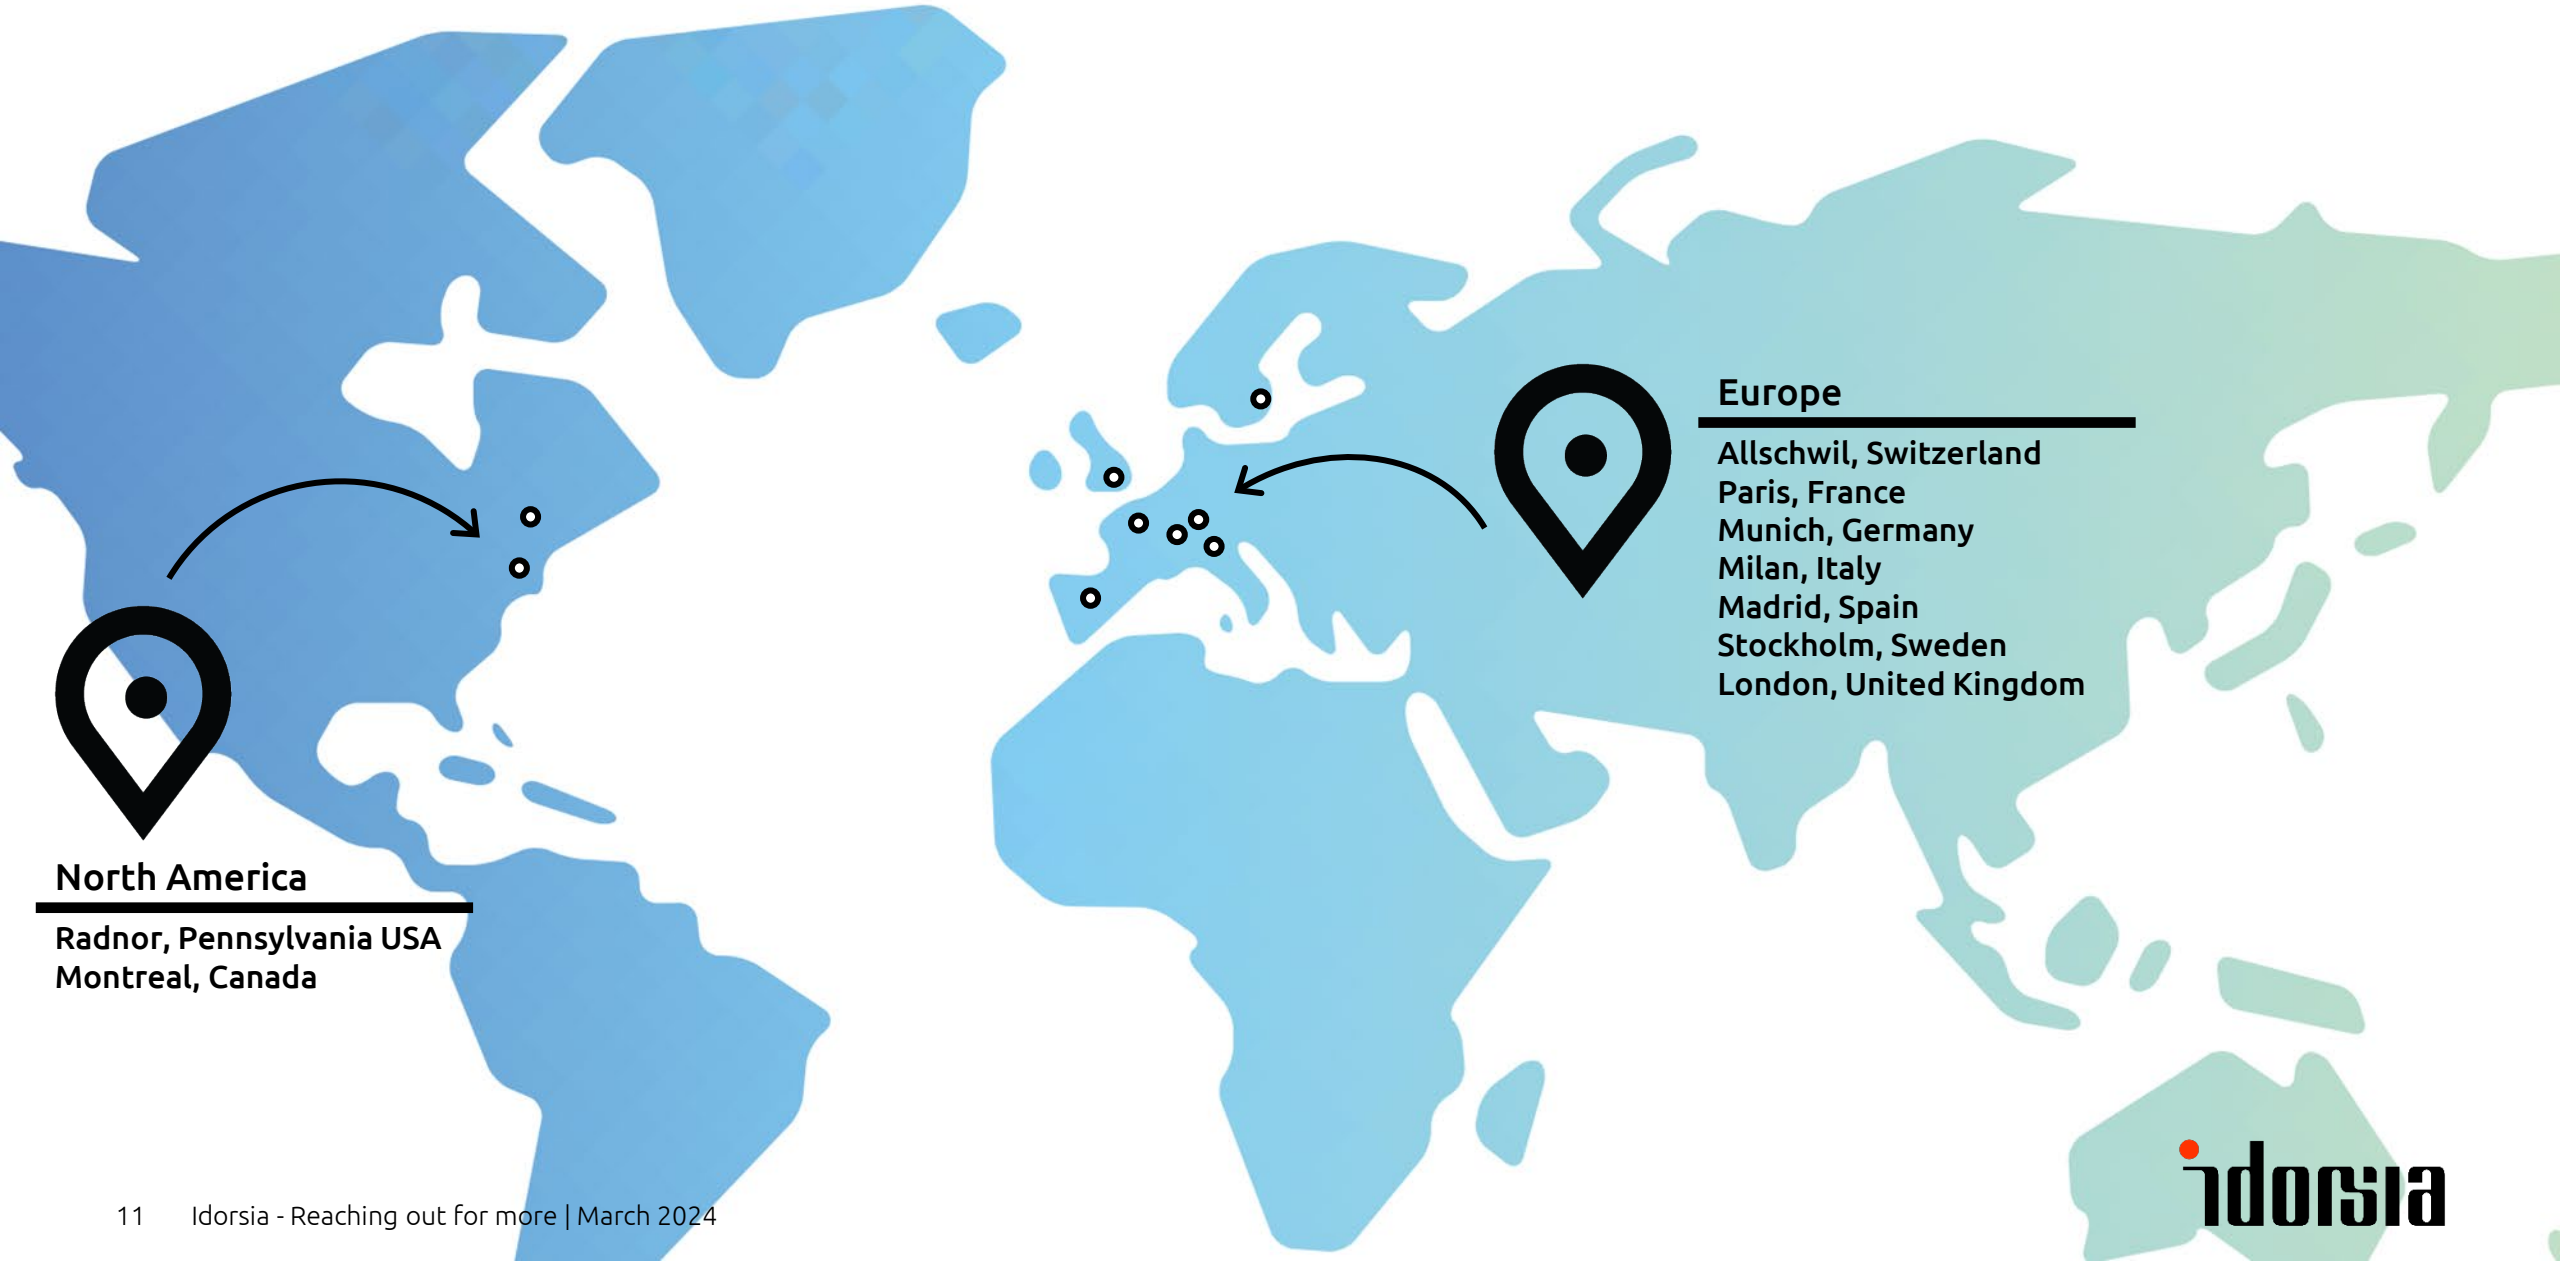 Europe
Allschwil, Switzerland
Paris, France
Munich, Germany
Milan, Italy
Madrid, Spain
Stockholm, Sweden
London, United Kingdom
North America
Radnor, Pennsylvania USA
Montreal, Canada
11 Idorsia - Reaching out for more | March 2024
idorsia